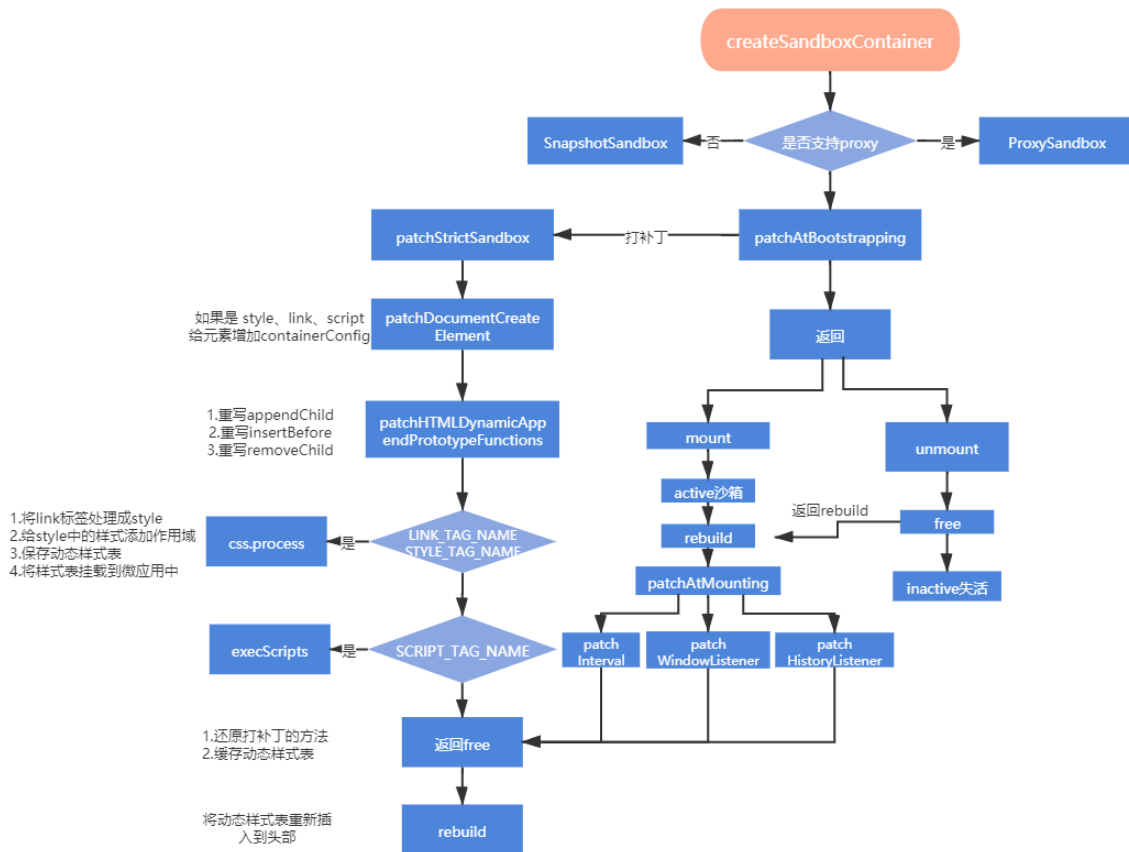 createSandboxContainer
SnapshotSandbox
否
是否支持proxy
是
ProxySandbox
patchStrictSandbox
打补丁
patchAtBootstrapping
如果是 style、link、script
给元素增加containerConfig
patchDocumentCreate
Element
返回
1.重写appendChild
2.重写insertBefore
3.重写removeChild
patchHTMLDynamicApp
endPrototypeFunctions
mount
unmount
active沙箱
返回rebuild
free
rebuild
1.将link标签处理成style
2.给style中的样式添加作用域
3.保存动态样式表
4.将样式表挂载到微应用中
css.process
是
LINK_TAG_NAME
STYLE_TAG_NAME
patchAtMounting
inactive失活
execScripts
是
SCRIPT_TAG_NAME
patch
Interval
patch
WindowListener
patch
HistoryListener
1.还原打补丁的方法
2.缓存动态样式表
返回free
将动态样式表重新插
入到头部
rebuild